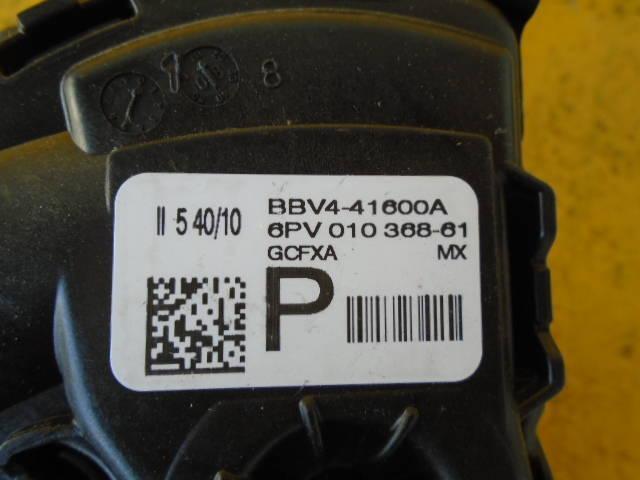 8
II 5 40/10
BBV4-41600A
6PV 010 368-61
GCFXA MX
P